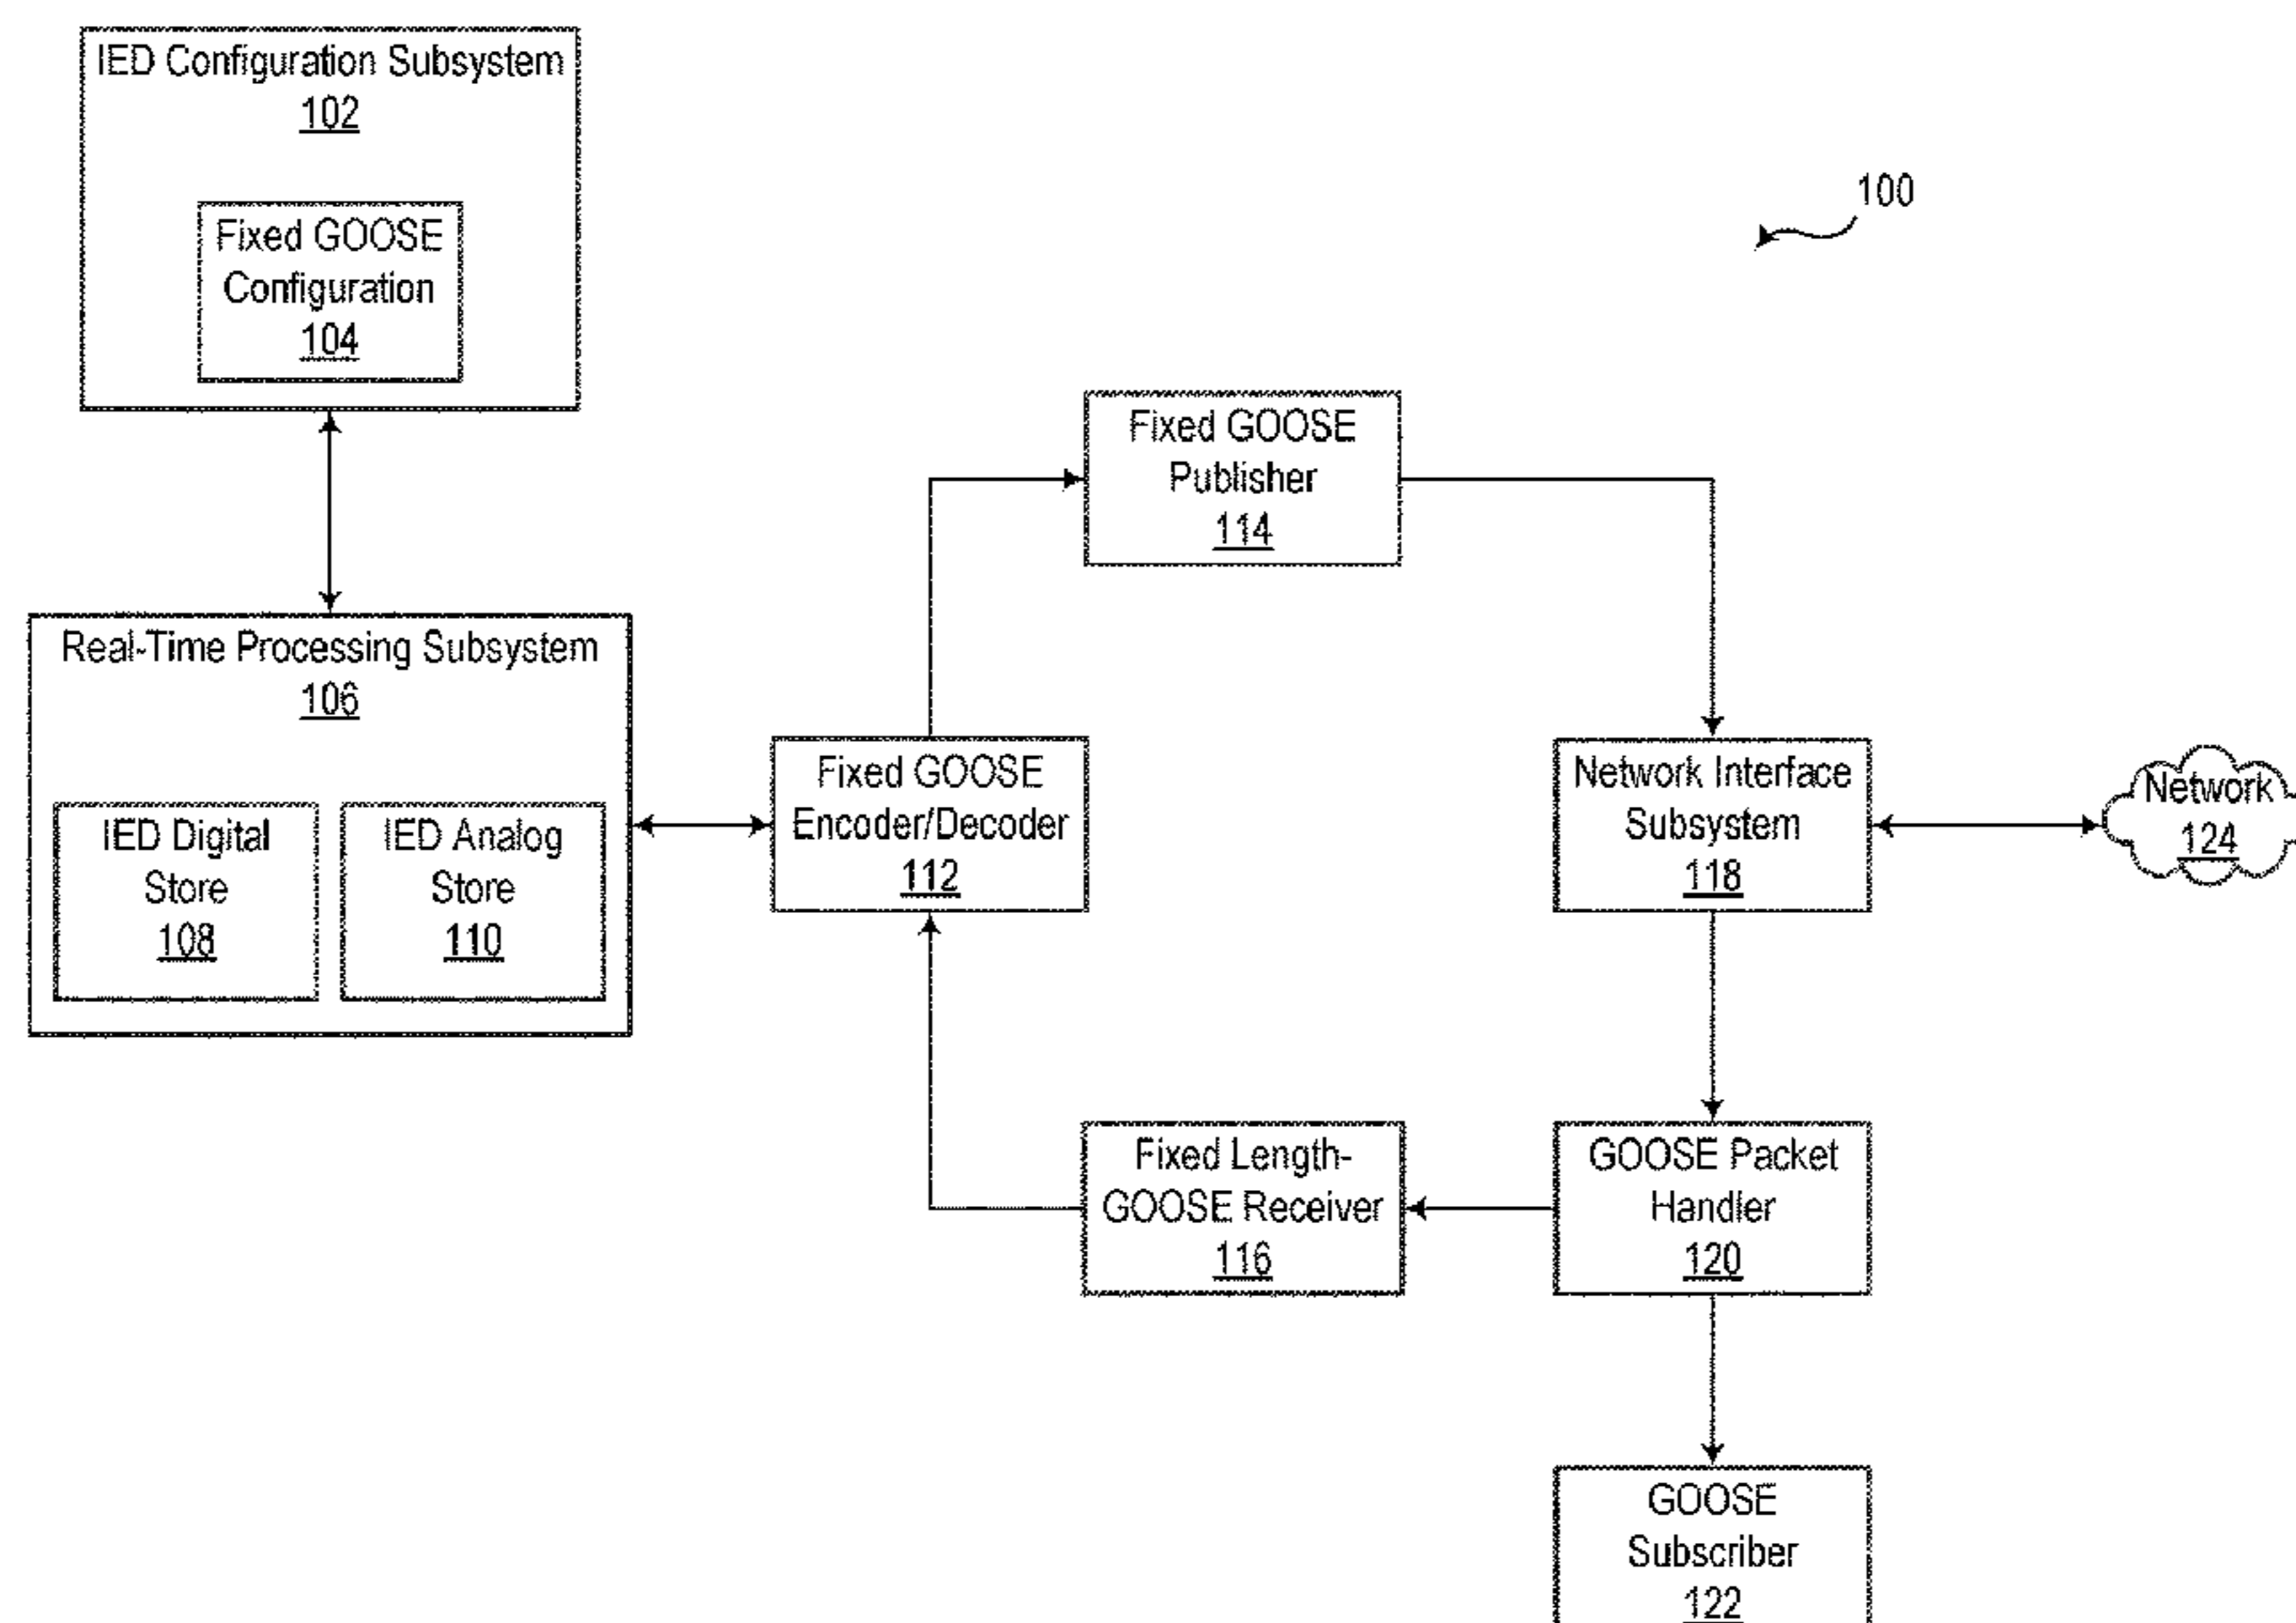 IED Configuration Subsystem
102
Fixed GOOSE
Configuration
104
100
Fixed GOOSE
Publisher
114
Real-Time Processing Subsystem
106
IED Digital
Store
108
IED Analog
Store
110
Fixed GOOSE
Encoder/Decoder
112
Network Interface
Subsystem
118
Network
124
Fixed Length-
GOOSE Receiver
116
GOOSE Packet
Handler
120
GOOSE
Subscriber
122